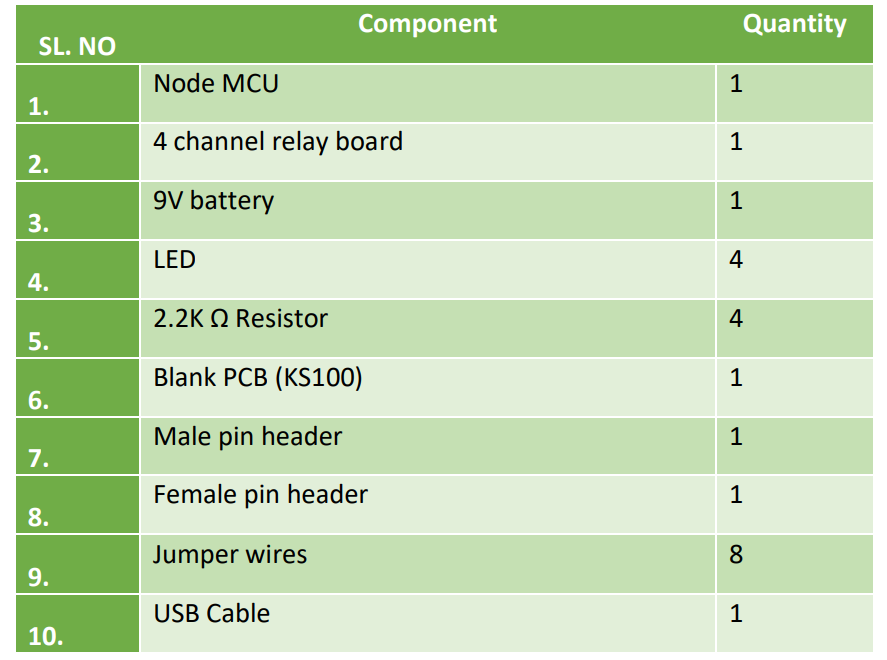 SL. NO Component Quantity
1. Node MCU 1
2. 4 channel relay board 1
3. 9V battery 1
4. LED 4
5. 2.2K Ω Resistor 4
6. Blank PCB (KS100) 1
7. Male pin header 1
8. Female pin header 1
9. Jumper wires 8
10. USB Cable 1